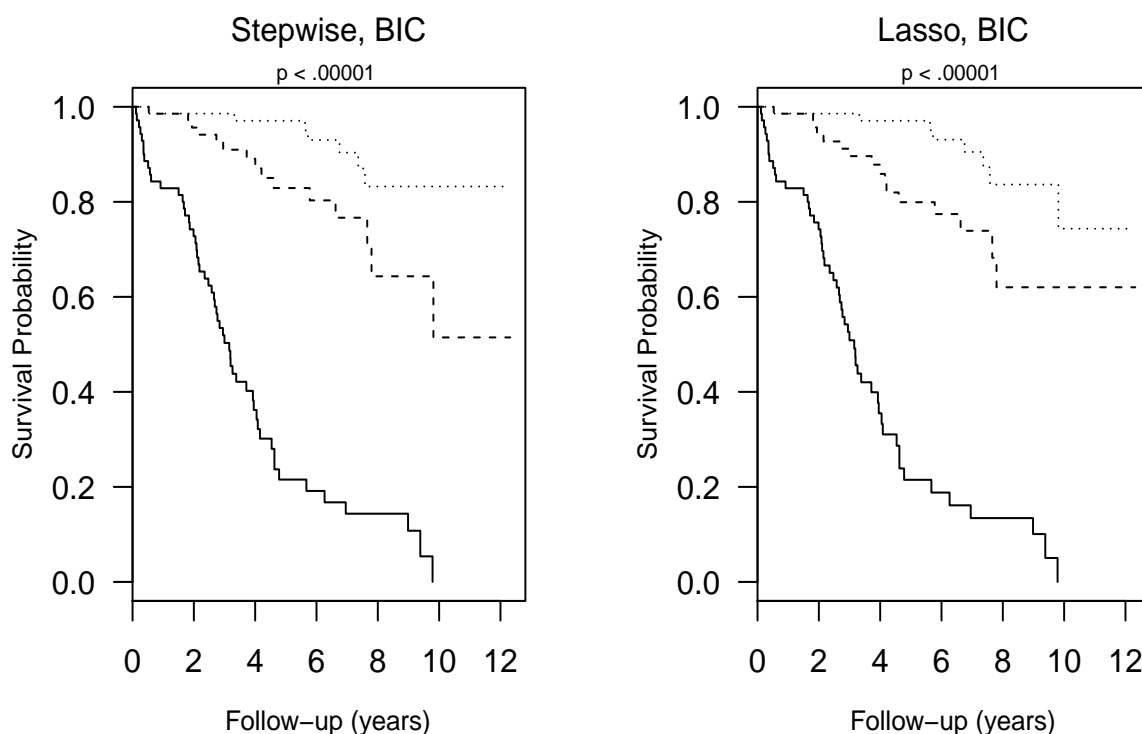 Stepwise, BIC
p < .00001
Survival Probability
1.0
0.8
0.6
0.4
0.2
0.0
0 2 4 6 8 10 12
Follow−up (years)
Lasso, BIC
p < .00001
Survival Probability
1.0
0.8
0.6
0.4
0.2
0.0
0 2 4 6 8 10 12
Follow−up (years)